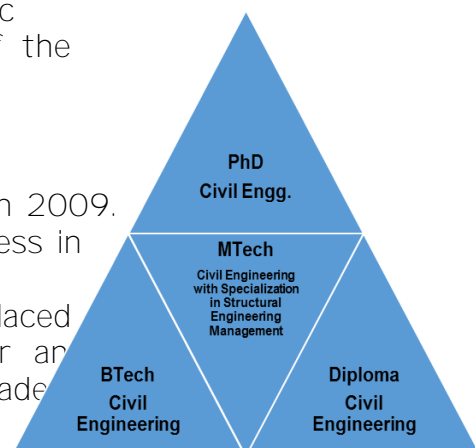 c
f the
n 2009.
ess in
laced
r an
ade
PhD
Civil Engg.
MTech
Civil Engineering
with Specialization
in Structural
Engineering
Management
BTech
Civil
Engineering
Diploma
Civil
Engineering